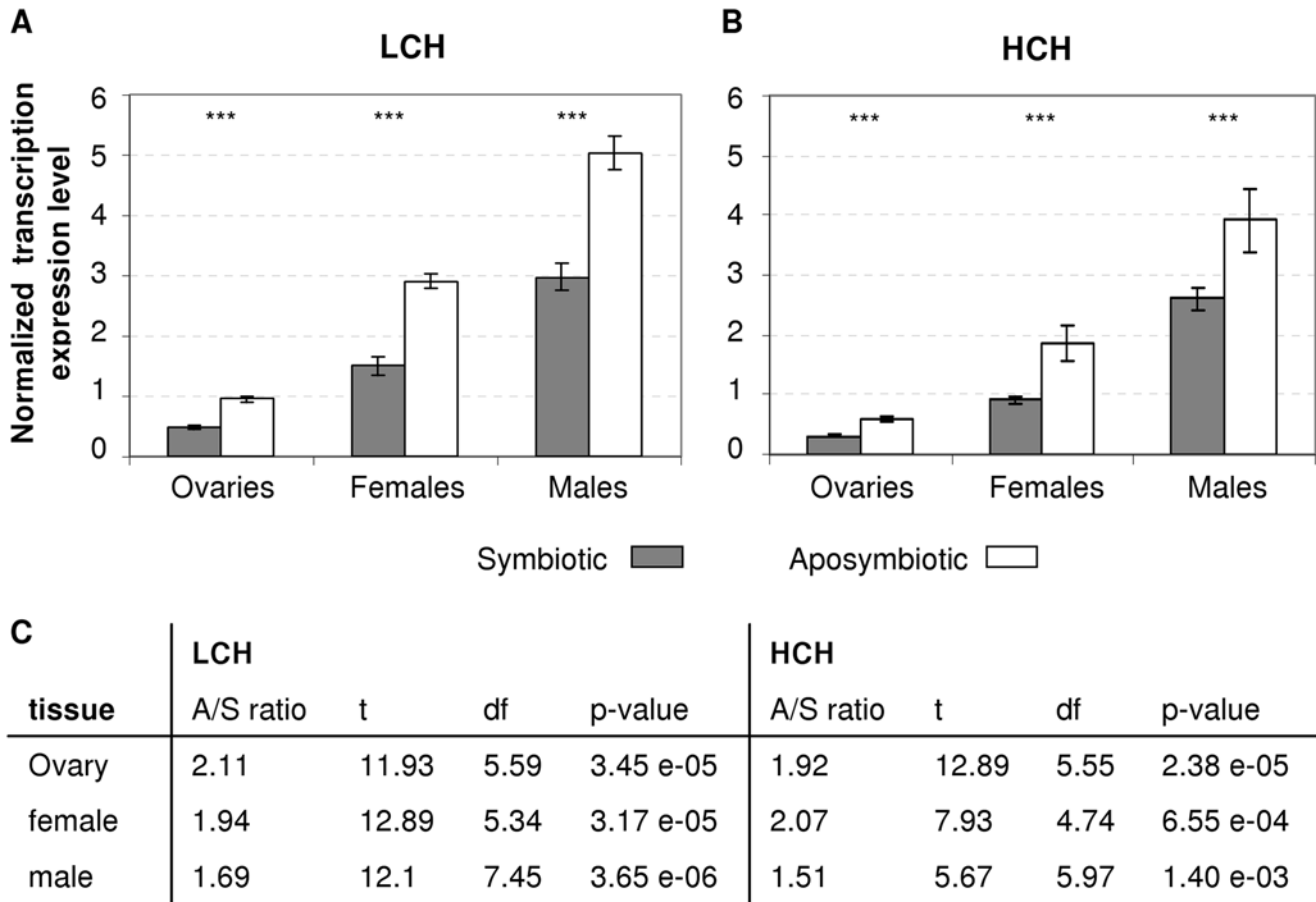 A
LCH
Normalized transcription
expression level
6
5
4
3
2
1
0
*** *** ***
Ovaries Females Males
B
HCH
6
5
4
3
2
1
0
*** *** ***
Ovaries Females Males
Symbiotic Aposymbiotic
C
LCH HCH
tissue A/S ratio t df p-value A/S ratio t df p-value
Ovary 2.11 11.93 5.59 3.45 e-05 1.92 12.89 5.55 2.38 e-05
female 1.94 12.89 5.34 3.17 e-05 2.07 7.93 4.74 6.55 e-04
male 1.69 12.1 7.45 3.65 e-06 1.51 5.67 5.97 1.40 e-03